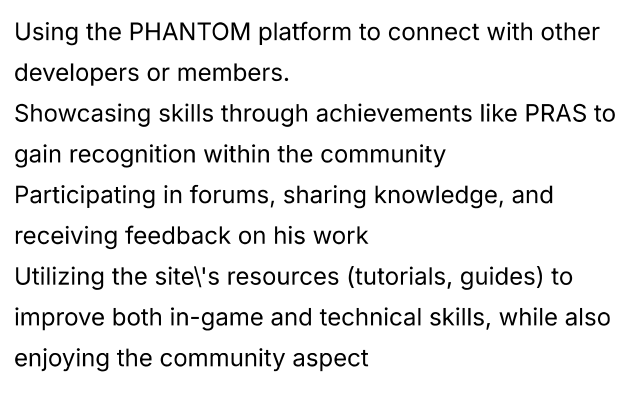 Using the PHANTOM platform to connect with other
developers or members.
Showcasing skills through achievements like PRAS to
gain recognition within the community
Participating in forums, sharing knowledge, and
receiving feedback on his work
Utilizing the site\'s resources (tutorials, guides) to
improve both in-game and technical skills, while also
enjoying the community aspect